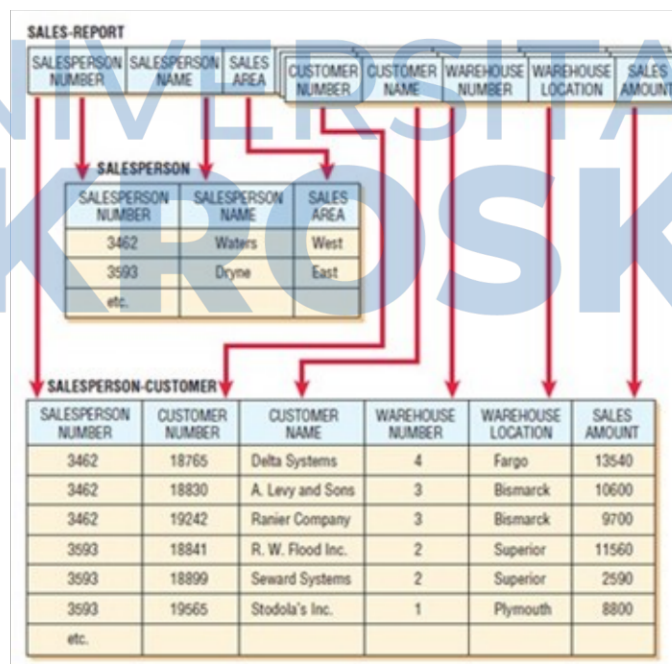 SALES-REPORT
SALESPERSON NUMBER SALESPERSON NAME SALES AREA CUSTOMER NUMBER CUSTOMER NAME WAREHOUSE NUMBER WAREHOUSE LOCATION SALES AMOUNT
NIVERSITA
KROSK
SALESPERSON
SALESPERSON NUMBER SALESPERSON NAME SALES AREA
3462 Waters West
3593 Dryne East
etc.
SALESPERSON-CUSTOMER
SALESPERSON NUMBER CUSTOMER NUMBER CUSTOMER NAME WAREHOUSE NUMBER WAREHOUSE LOCATION SALES AMOUNT
3462 18765 Delta Systems 4 Fargo 13540
3462 18830 A. Levy and Sons 3 Bismarck 10600
3462 19242 Ranier Company 3 Bismarck 9700
3593 18841 R. W. Flood Inc. 2 Superior 11560
3593 18899 Seward Systems 2 Superior 2590
3593 19565 Stodola's Inc. 1 Plymouth 8800
etc.